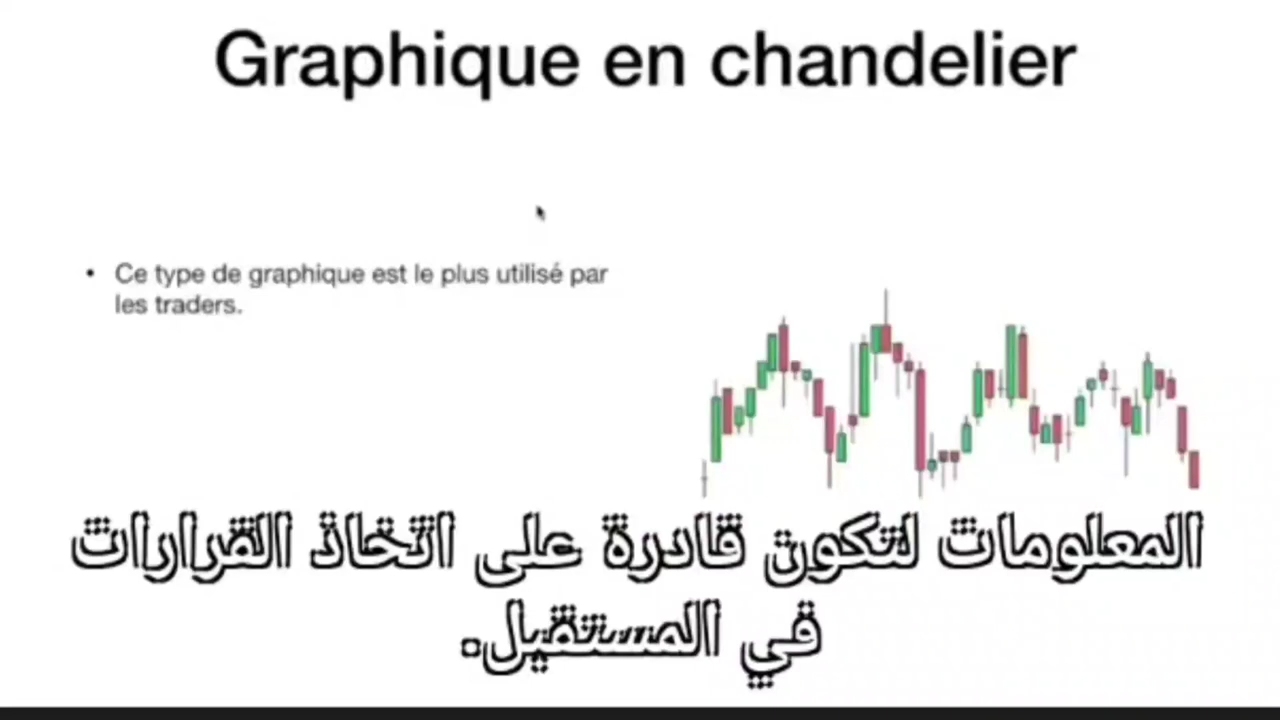 Graphique en chandelier
• Ce type de graphique est le plus utilisé par
les traders.
المعلومات لتكون قادرة على اتخاذ القرارات
في المستقبل.